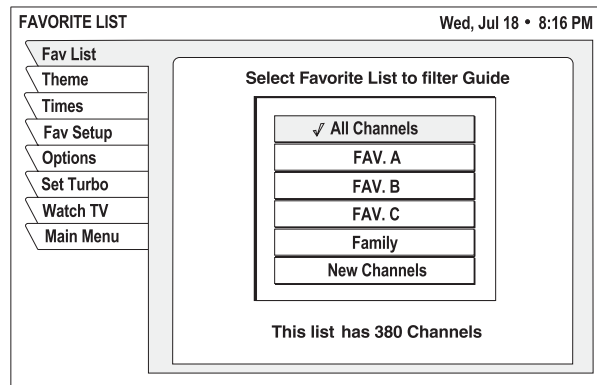 FAVORITE LIST
Wed, Jul 18 • 8:16 PM
Fav List
Theme
Times
Fav Setup
Options
Set Turbo
Watch TV
Main Menu
Select Favorite List to filter Guide
√ All Channels
FAV. A
FAV. B
FAV. C
Family
New Channels
This list has 380 Channels